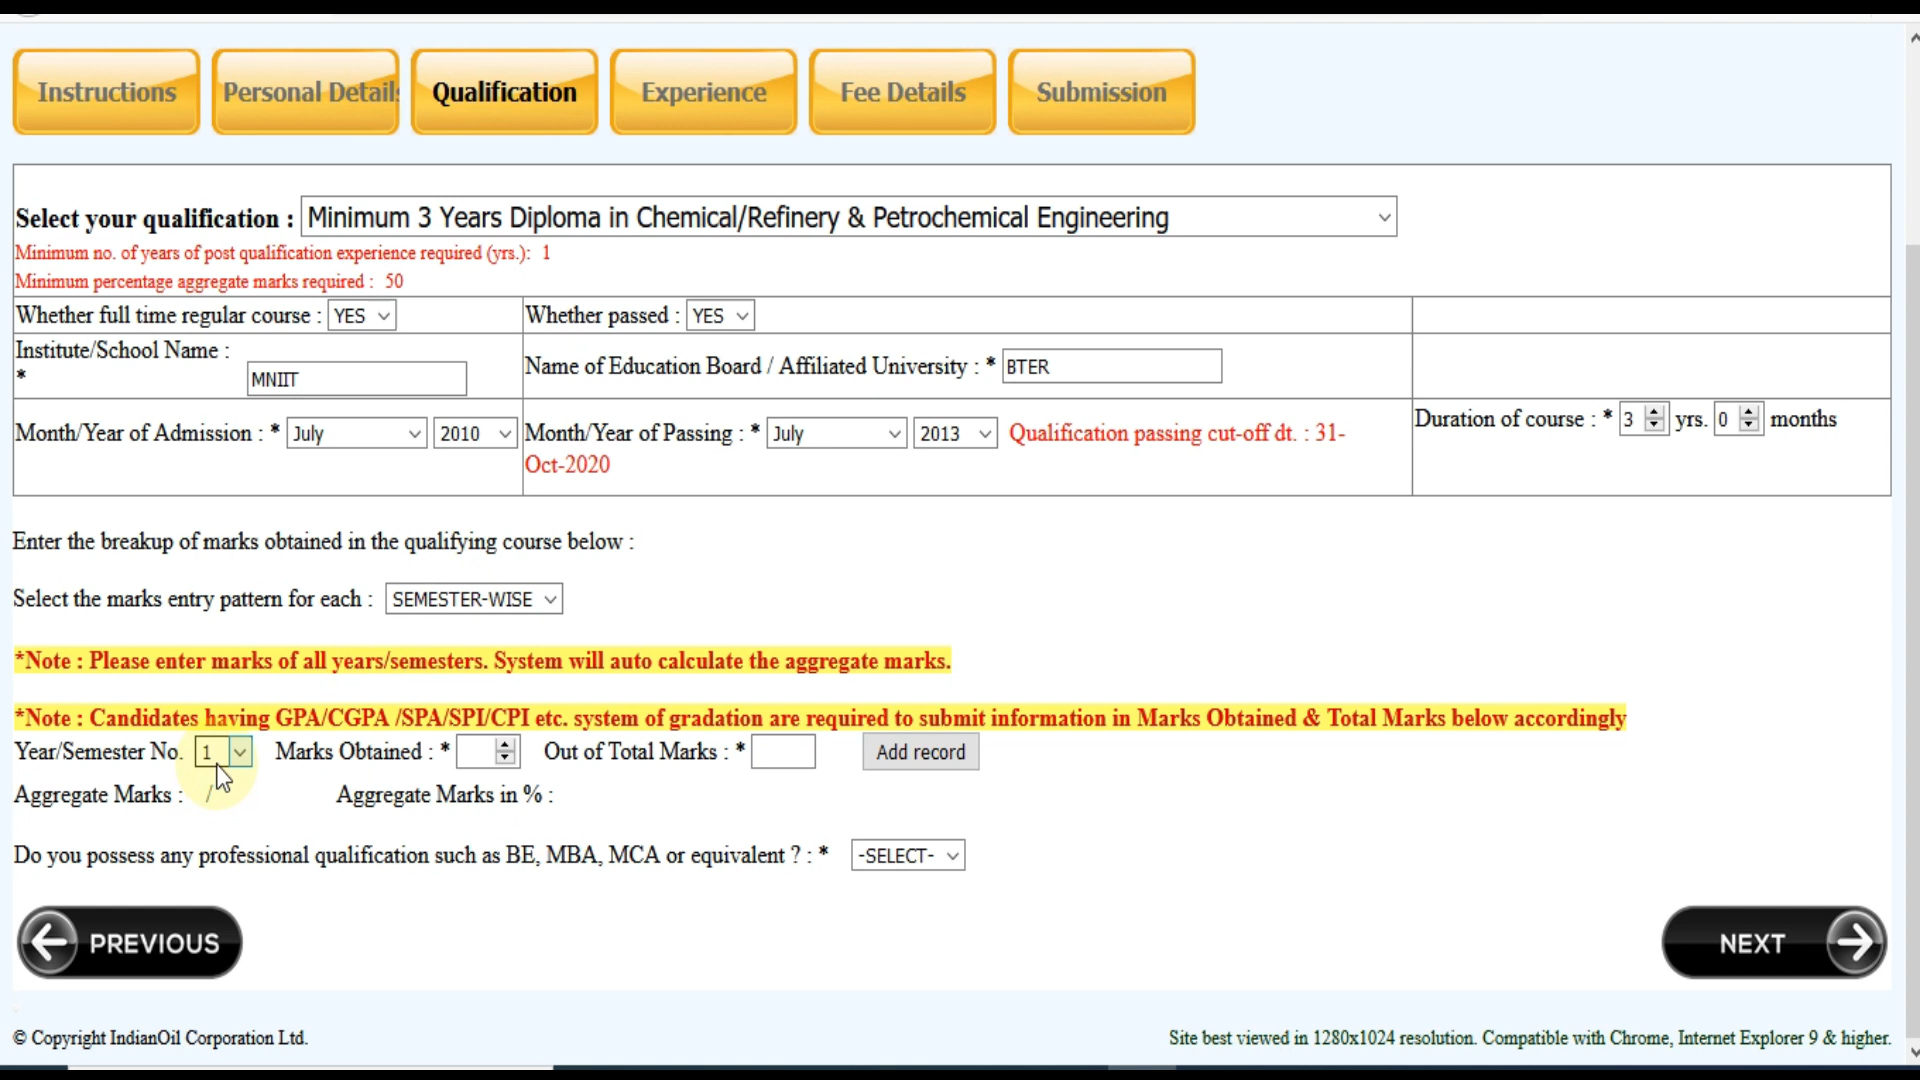 Instructions
Personal Details
Qualification
Experience
Fee Details
Submission
Select your qualification : Minimum 3 Years Diploma in Chemical/Refinery & Petrochemical Engineering
Minimum no. of years of post qualification experience required (yrs.): 1
Minimum percentage aggregate marks required : 50
Whether full time regular course : YES
Whether passed : YES
Institute/School Name :
* MNIIT
Name of Education Board / Affiliated University : * BTER
Month/Year of Admission : * July 2010
Month/Year of Passing : * July 2013 Qualification passing cut-off dt. : 31-
Oct-2020
Duration of course : * 3 yrs. 0 months
Enter the breakup of marks obtained in the qualifying course below :
Select the marks entry pattern for each : SEMESTER-WISE
*Note : Please enter marks of all years/semesters. System will auto calculate the aggregate marks.
*Note : Candidates having GPA/CGPA /SPA/SPI/CPI etc. system of gradation are required to submit information in Marks Obtained & Total Marks below accordingly
Year/Semester No. 1 Marks Obtained : * Out of Total Marks : * Add record
Aggregate Marks : / Aggregate Marks in % :
Do you possess any professional qualification such as BE, MBA, MCA or equivalent ? : * -SELECT-
PREVIOUS
NEXT
© Copyright IndianOil Corporation Ltd.
Site best viewed in 1280x1024 resolution. Compatible with Chrome, Internet Explorer 9 & higher.